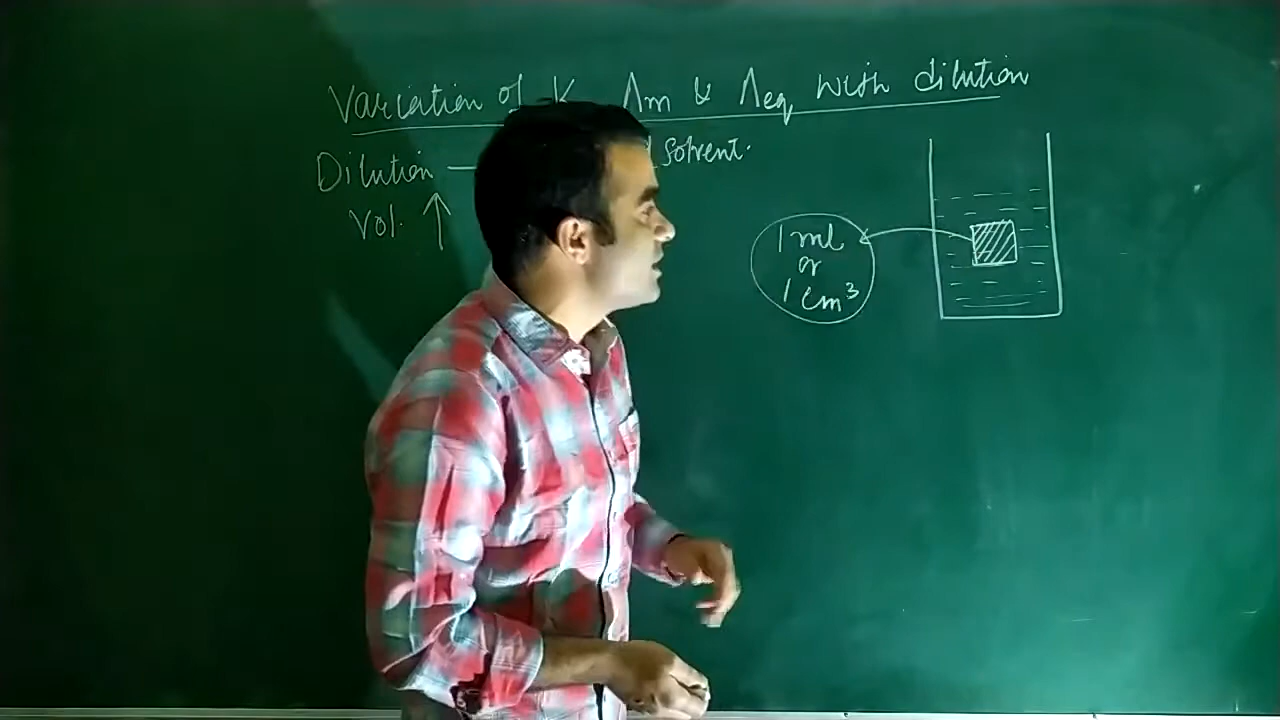 Variation of K Λm & Λeq with dilution
Dilution — solvent.
Vol. ↑
1 ml
or
1 cm³